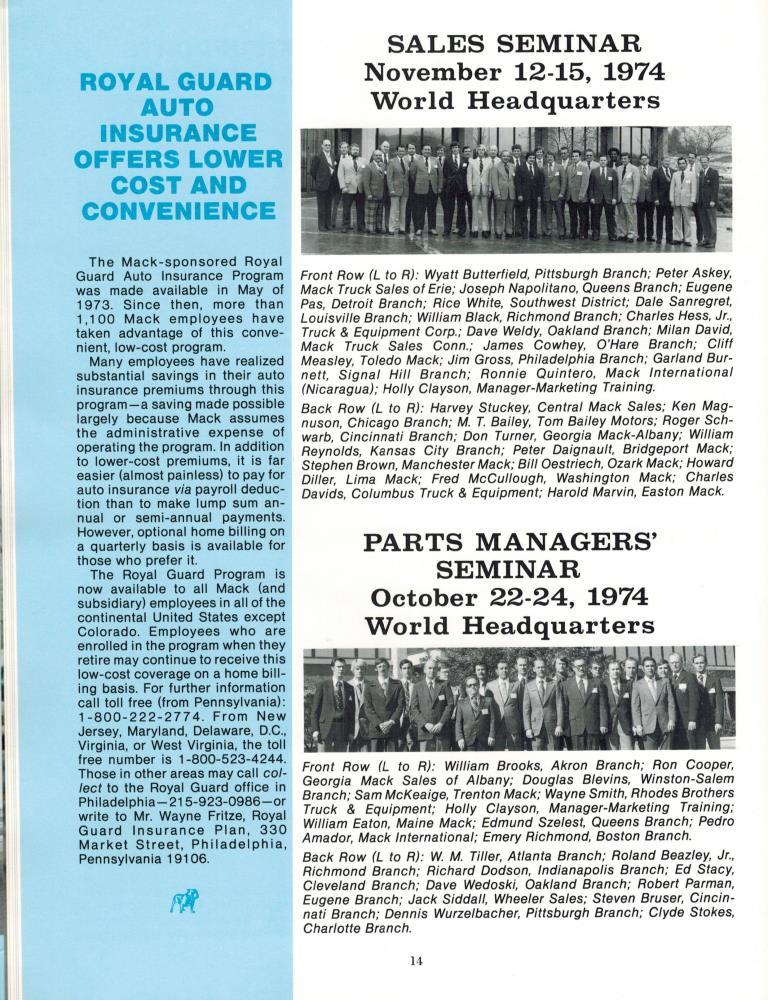 ROYAL GUARD
AUTO
INSURANCE
OFFERS LOWER
COST AND
CONVENIENCE
The Mack-sponsored Royal
Guard Auto Insurance Program
was made available in May of
1973. Since then, more than
1,100 Mack employees have
taken advantage of this conve-
nient, low-cost program.
Many employees have realized
substantial savings in their auto
insurance premiums through this
program—a saving made possible
largely because Mack assumes
the administrative expense of
operating the program. In addition
to lower-cost premiums, it is far
easier (almost painless) to pay for
auto insurance via payroll deduc-
tion than to make lump sum an-
nual or semi-annual payments.
However, optional home billing on
a quarterly basis is available for
those who prefer it.
The Royal Guard Program is
now available to all Mack (and
subsidiary) employees in all of the
continental United States except
Colorado. Employees who are
enrolled in the program when they
retire may continue to receive this
low-cost coverage on a home bill-
ing basis. For further information
call toll free (from Pennsylvania):
1-800-222-2774. From New
Jersey, Maryland, Delaware, D.C.,
Virginia, or West Virginia, the toll
free number is 1-800-523-4244.
Those in other areas may call col-
lect to the Royal Guard office in
Philadelphia—215-923-0986—or
write to Mr. Wayne Fritze, Royal
Guard Insurance Plan, 330
Market Street, Philadelphia,
Pennsylvania 19106.
SALES SEMINAR
November 12-15, 1974
World Headquarters
Front Row (L to R): Wyatt Butterfield, Pittsburgh Branch; Peter Askey,
Mack Truck Sales of Erie; Joseph Napolitano, Queens Branch; Eugene
Pas, Detroit Branch; Rice White, Southwest District; Dale Sanregret,
Louisville Branch; William Black, Richmond Branch; Charles Hess, Jr.,
Truck & Equipment Corp.; Dave Weldy, Oakland Branch; Milan David,
Mack Truck Sales Conn.; James Cowhey, O'Hare Branch; Cliff
Measley, Toledo Mack; Jim Gross, Philadelphia Branch; Garland Bur-
nett, Signal Hill Branch; Ronnie Quintero, Mack International
(Nicaragua); Holly Clayson, Manager-Marketing Training.
Back Row (L to R): Harvey Stuckey, Central Mack Sales; Ken Mag-
nuson, Chicago Branch; M. T. Bailey, Tom Bailey Motors; Roger Sch-
warb, Cincinnati Branch; Don Turner, Georgia Mack-Albany; William
Reynolds, Kansas City Branch; Peter Daignault, Bridgeport Mack;
Stephen Brown, Manchester Mack; Bill Oestriech, Ozark Mack; Howard
Diller, Lima Mack; Fred McCullough, Washington Mack; Charles
Davids, Columbus Truck & Equipment; Harold Marvin, Easton Mack.
PARTS MANAGERS'
SEMINAR
October 22-24, 1974
World Headquarters
Front Row (L to R): William Brooks, Akron Branch; Ron Cooper,
Georgia Mack Sales of Albany; Douglas Blevins, Winston-Salem
Branch; Sam McKeaige, Trenton Mack; Wayne Smith, Rhodes Brothers
Truck & Equipment; Holly Clayson, Manager-Marketing Training;
William Eaton, Maine Mack; Edmund Szelest, Queens Branch; Pedro
Amador, Mack International; Emery Richmond, Boston Branch.
Back Row (L to R): W. M. Tiller, Atlanta Branch; Roland Beazley, Jr.,
Richmond Branch; Richard Dodson, Indianapolis Branch; Ed Stacy,
Cleveland Branch; Dave Wedoski, Oakland Branch; Robert Parman,
Eugene Branch; Jack Siddall, Wheeler Sales; Steven Bruser, Cincin-
nati Branch; Dennis Wurzelbacher, Pittsburgh Branch; Clyde Stokes,
Charlotte Branch.
14